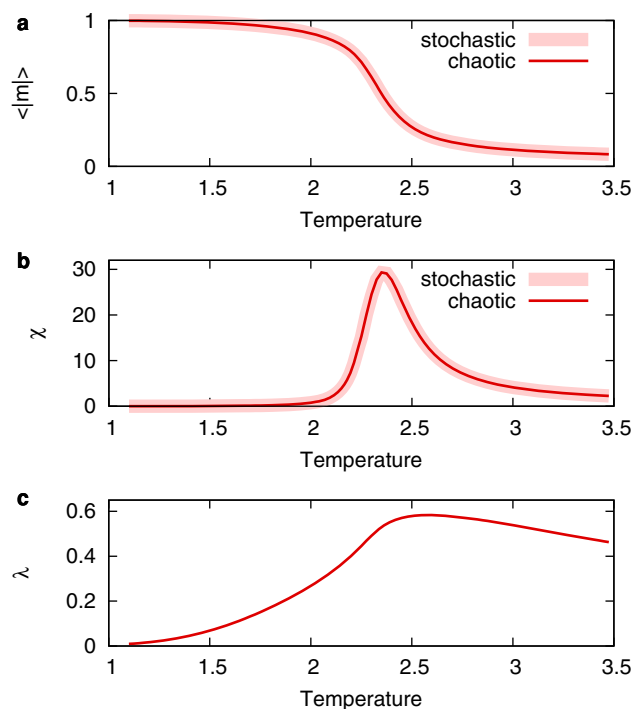 a
<|m|>
1
0.5
0
stochastic
chaotic
1 1.5 2 2.5 3 3.5
Temperature
b
χ
30
20
10
0
stochastic
chaotic
1 1.5 2 2.5 3 3.5
Temperature
c
λ
0.6
0.4
0.2
0
1 1.5 2 2.5 3 3.5
Temperature